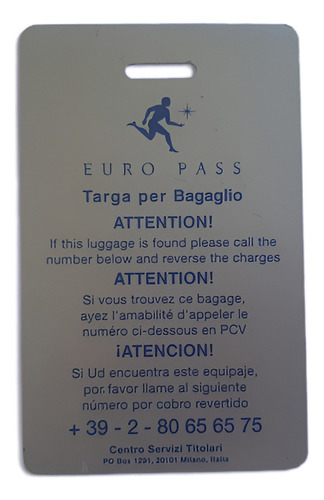 EURO PASS
Targa per Bagaglio
ATTENTION!
If this luggage is found please call the
number below and reverse the charges
ATTENTION!
Si vous trouvez ce bagage,
ayez l'amabilité d'appeler le
numéro ci-dessous en PCV
¡ATENCION!
Si Ud encuentra este equipaje,
por favor llame al siguiente
número por cobro revertido
+ 39 - 2 - 80 65 65 75
Centro Servizi Titolari
PO Box 1291, 20101 Milano, Italia